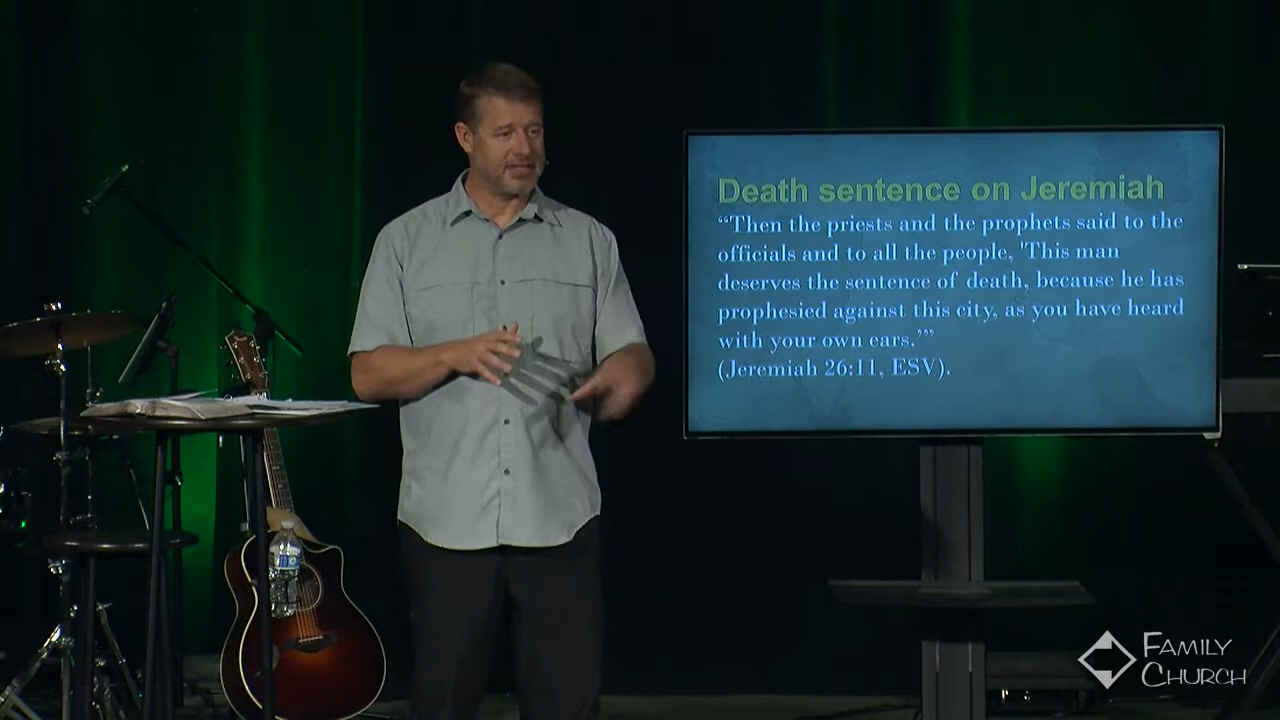 Death sentence on Jeremiah
“Then the priests and the prophets said to the
officials and to all the people, 'This man
deserves the sentence of death, because he has
prophesied against this city, as you have heard
with your own ears.’”
(Jeremiah 26:11, ESV).
FAMILY
CHURCH